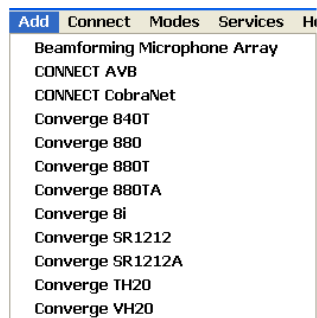 Add Connect Modes Services
Beamforming Microphone Array
CONNECT AVB
CONNECT CobraNet
Converge 840T
Converge 880
Converge 880T
Converge 880TA
Converge 8i
Converge SR1212
Converge SR1212A
Converge TH20
Converge VH20